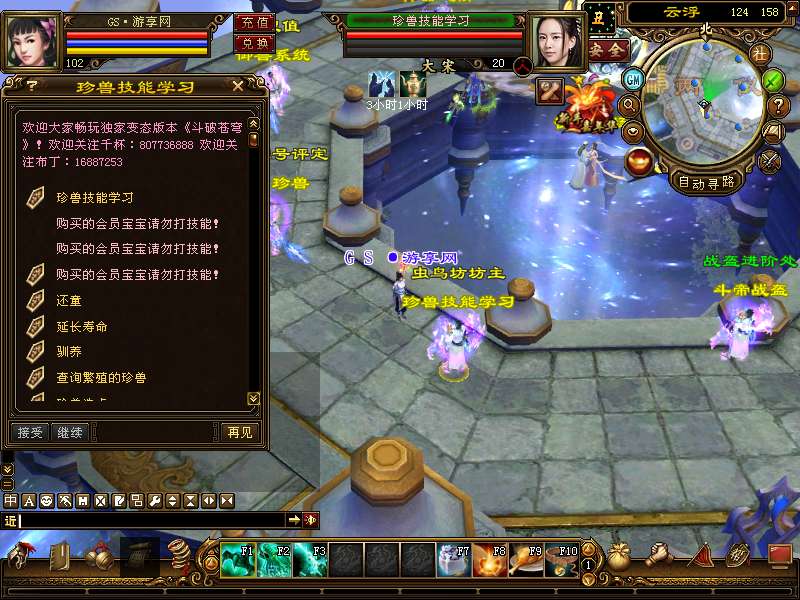 GS·游享网
102
充值
兑换
值
御兽系统
珍兽技能学习
大宋
20
3小时
1小时
丑
安全
云浮
124 158
北
社
GM
?
自动寻路
?
珍兽技能学习
欢迎大家畅玩独家变态版本《斗破苍穹
》！欢迎关注千杯：807736888 欢迎关
注布丁：16887253
珍兽技能学习
购买的会员宝宝请勿打技能!
购买的会员宝宝请勿打技能!
购买的会员宝宝请勿打技能!
还童
延长寿命
驯养
查询繁殖的珍兽
接受
继续
再见
号评定
珍兽
GS●游享网
虫鸟坊坊主
珍兽技能学习
战盔进阶处
斗帝战盔
中
A
近
F1
F2
F3
F7
F8
F9
F10
1